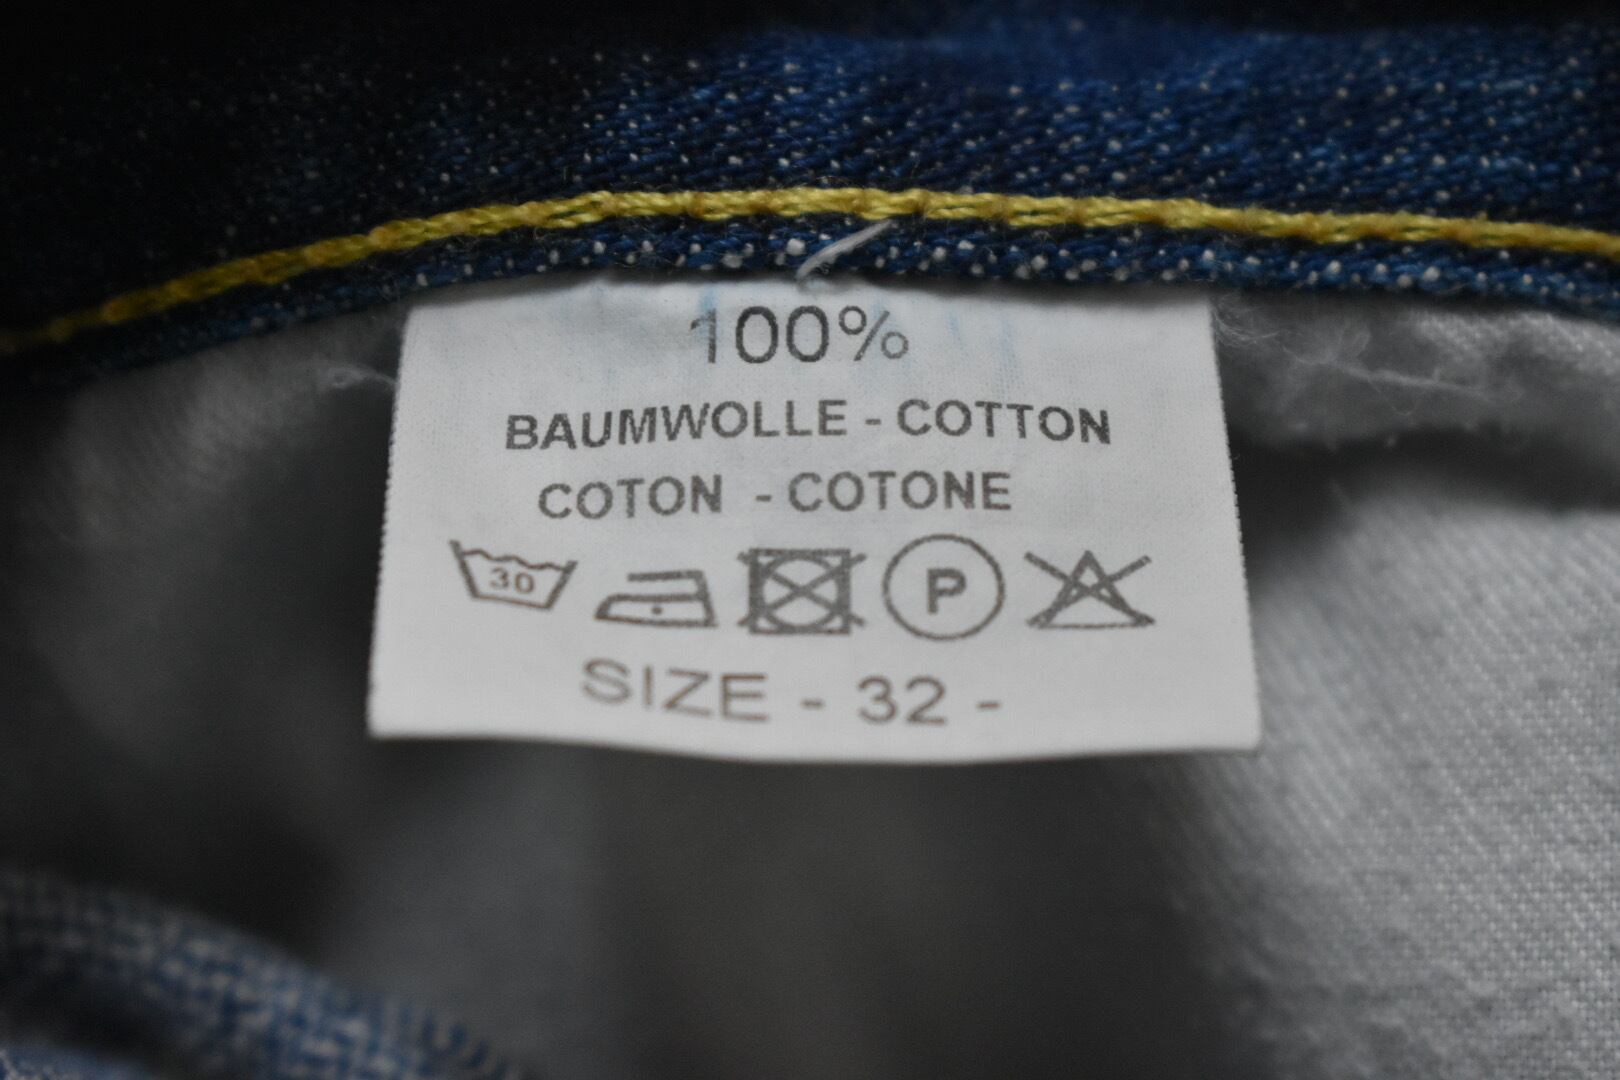 100%
BAUMWOLLE - COTTON
COTON - COTONE
30 P
SIZE - 32 -